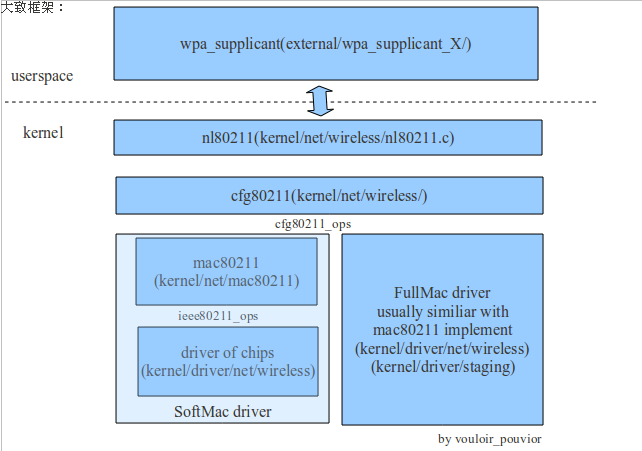 大致框架：
wpa_supplicant(external/wpa_supplicant_X/)
userspace
kernel
nl80211(kernel/net/wireless/nl80211.c)
cfg80211(kernel/net/wireless/)
cfg80211_ops
mac80211
(kernel/net/mac80211)
ieee80211_ops
driver of chips
(kernel/driver/net/wireless)
SoftMac driver
FullMac driver
usually similiar with
mac80211 implement
(kernel/driver/net/wireless)
(kernel/driver/staging)
by vouloir_pouvior